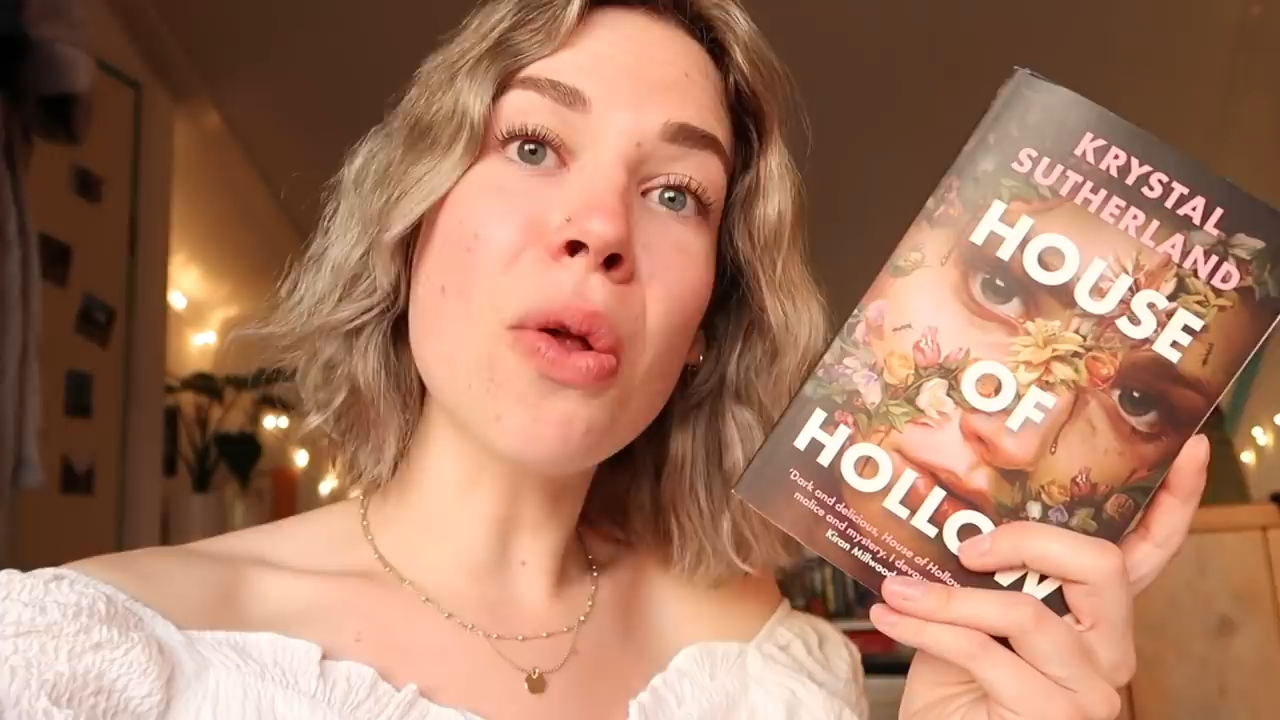 KRYSTAL
SUTHERLAND
HOUSE
OF
HOLLOW
'Dark and delicious, House of Hollow
malice and mystery. I devour
Kiran Millwood